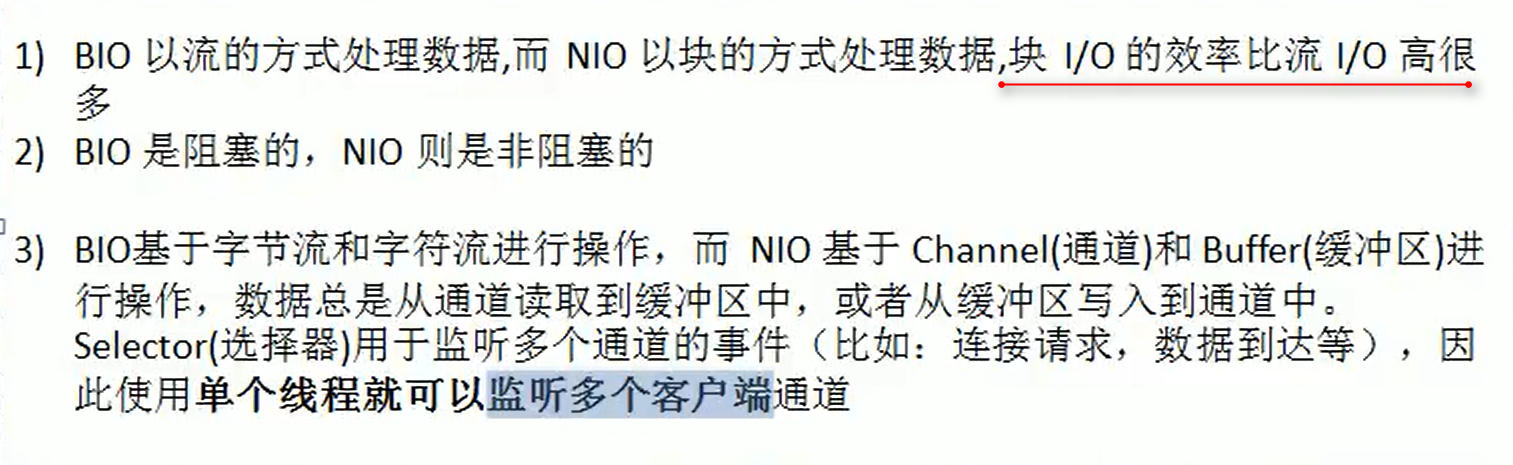 1) BIO 以流的方式处理数据,而 NIO 以块的方式处理数据,块 I/O 的效率比流 I/O 高很
多
2) BIO 是阻塞的，NIO 则是非阻塞的
3) BIO基于字节流和字符流进行操作，而 NIO 基于 Channel(通道)和 Buffer(缓冲区)进
行操作，数据总是从通道读取到缓冲区中，或者从缓冲区写入到通道中。
Selector(选择器)用于监听多个通道的事件（比如：连接请求，数据到达等），因
此使用单个线程就可以监听多个客户端通道